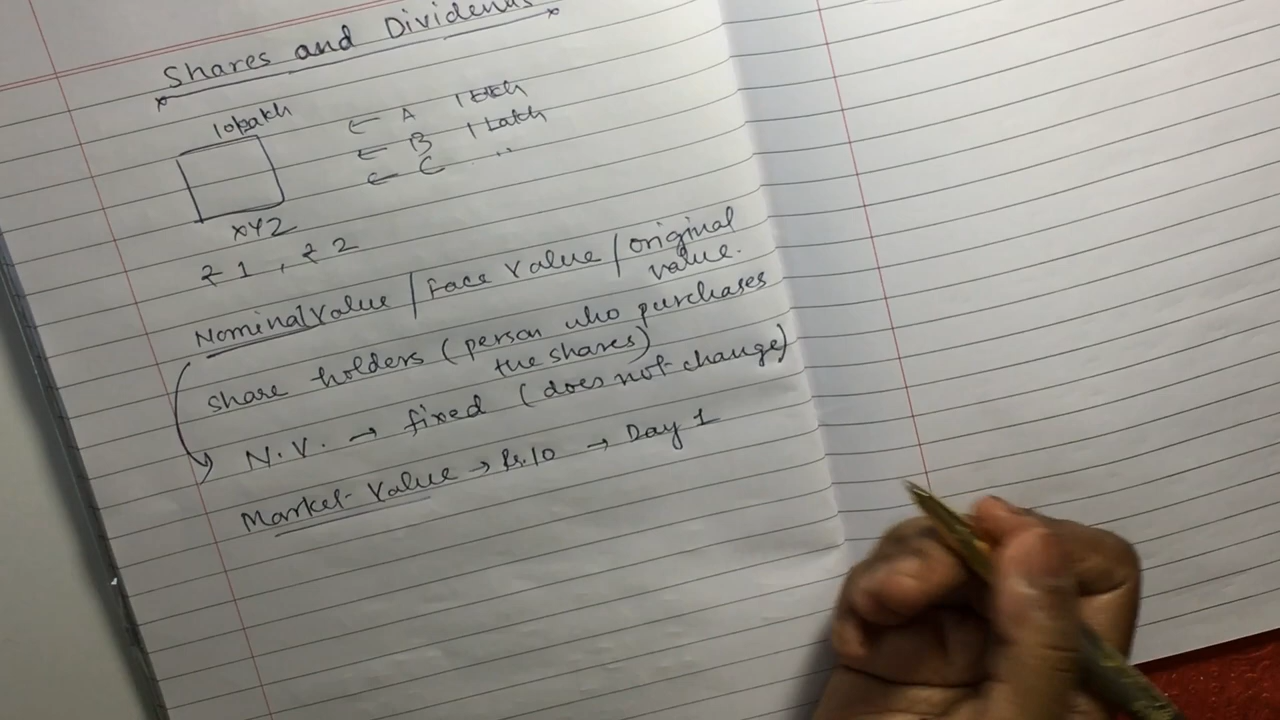 Shares and Dividends
10 Lakh
← A 1 Lakh
← B 1 Lakh
← C "
XYZ
₹ 1, ₹ 2
Nominal Value / Face Value / original value.
share holders (person who purchases the shares)
N.V. → fixed (does not change)
Market Value → Rs.10 → Day 1